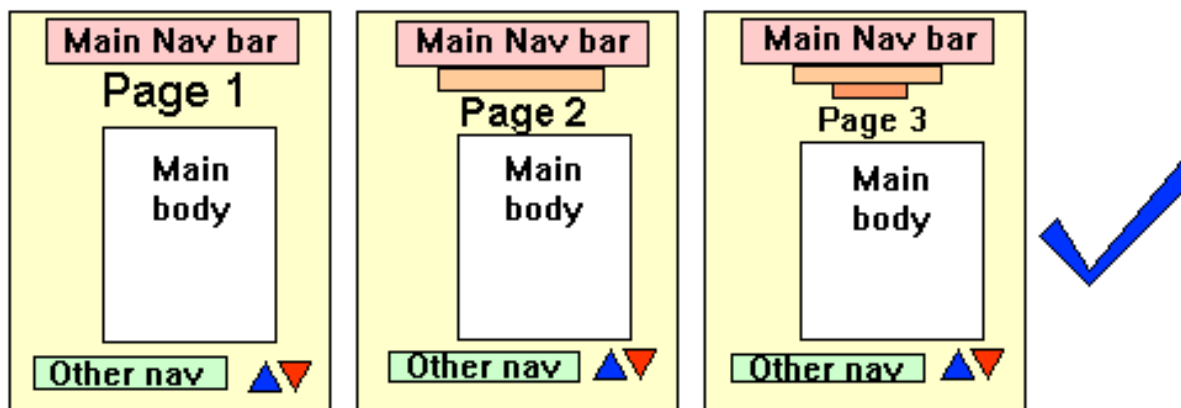 Main Nav bar
Page 1
Main
body
Other nav
Main Nav bar
Page 2
Main
body
Other nav
Main Nav bar
Page 3
Main
body
Other nav